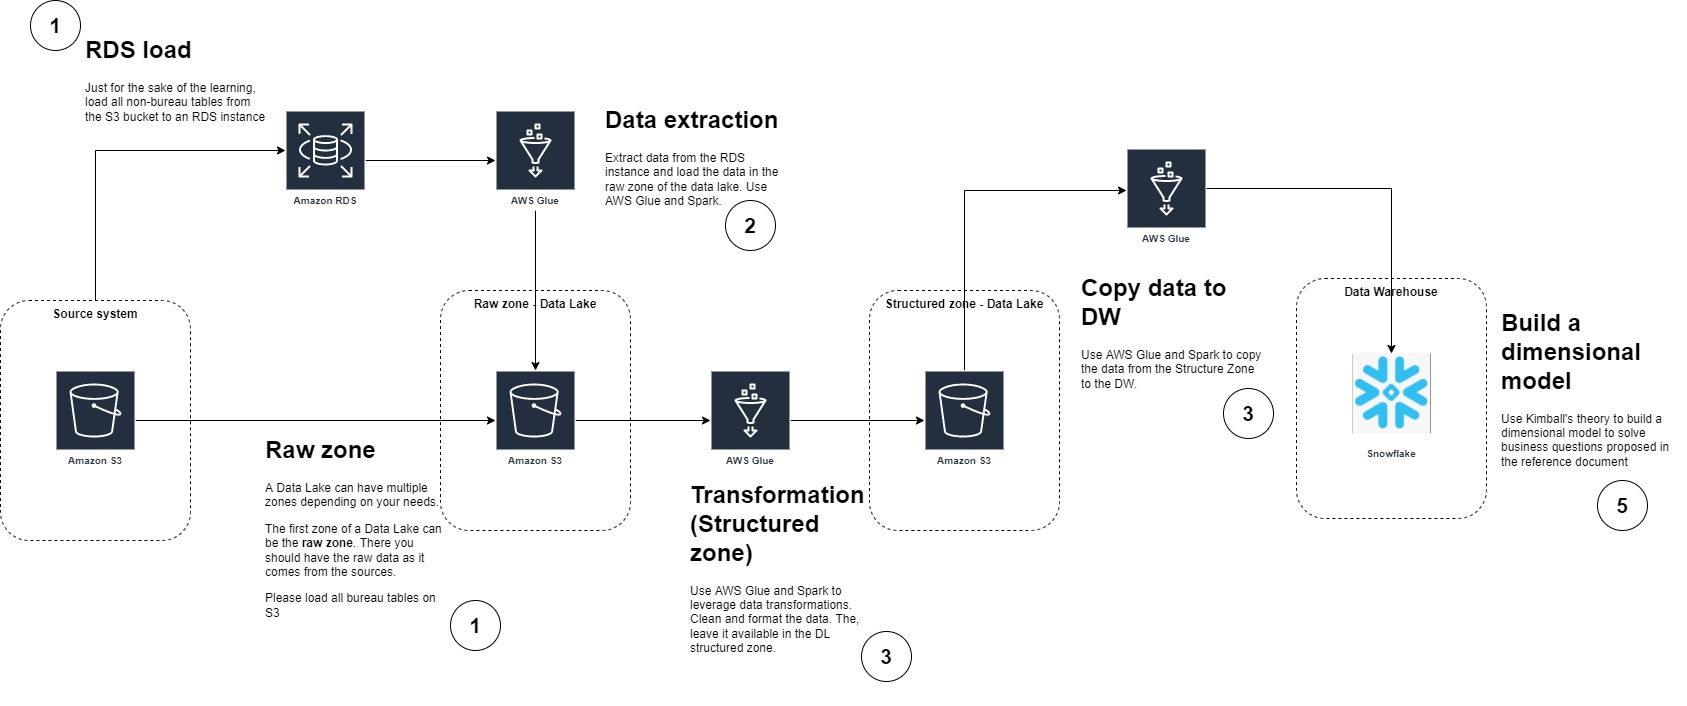 1
RDS load
Just for the sake of the learning,
load all non-bureau tables from
the S3 bucket to an RDS instance
Amazon RDS
AWS Glue
Data extraction
Extract data from the RDS
instance and load the data in the
raw zone of the data lake. Use
AWS Glue and Spark.
2
Source system
Amazon S3
Raw zone
A Data Lake can have multiple
zones depending on your needs.
The first zone of a Data Lake can
be the raw zone. There you
should have the raw data as it
comes from the sources.
Please load all bureau tables on
S3
1
Raw zone - Data Lake
Amazon S3
AWS Glue
Transformation
(Structured
zone)
Use AWS Glue and Spark to
leverage data transformations.
Clean and format the data. The,
leave it available in the DL
structured zone.
3
Structured zone - Data Lake
Amazon S3
AWS Glue
Copy data to
DW
Use AWS Glue and Spark to copy
the data from the Structure Zone
to the DW.
3
Data Warehouse
Snowflake
Build a
dimensional
model
Use Kimball's theory to build a
dimensional model to solve
business questions proposed in
the reference document
5